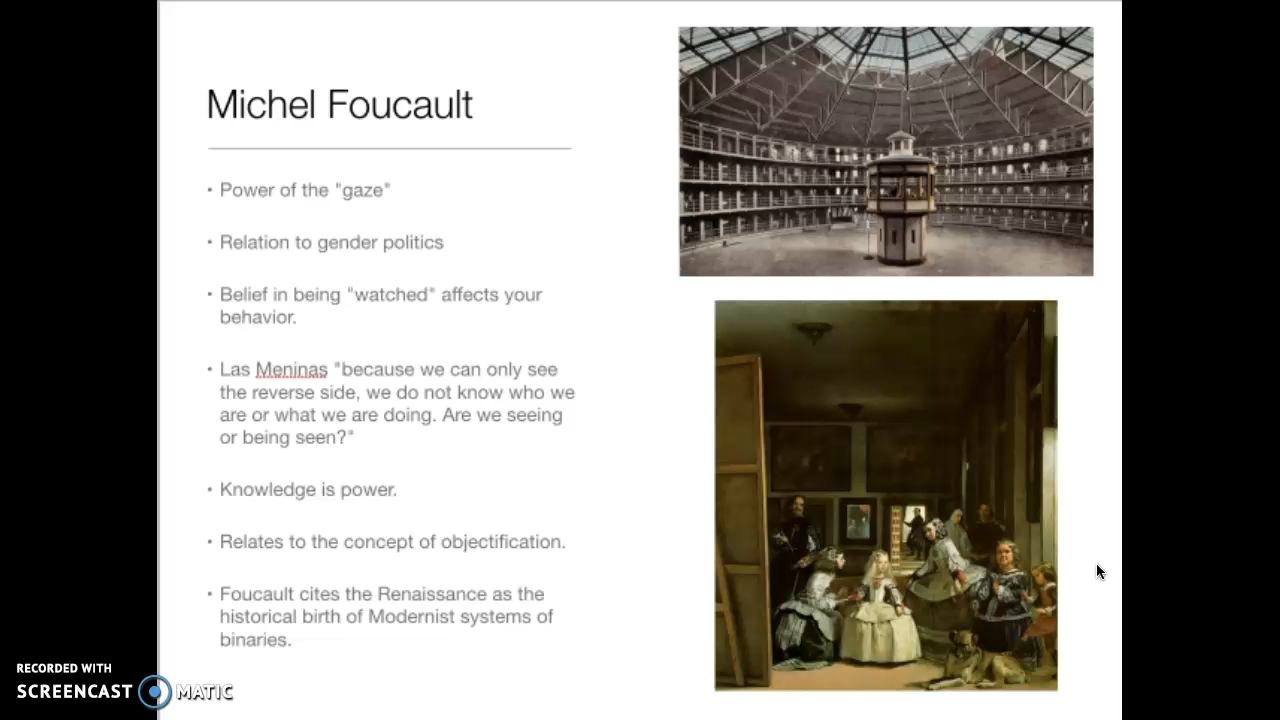 Michel Foucault
• Power of the "gaze"
• Relation to gender politics
• Belief in being "watched" affects your
behavior.
• Las Meninas "because we can only see
the reverse side, we do not know who we
are or what we are doing. Are we seeing
or being seen?"
• Knowledge is power.
• Relates to the concept of objectification.
• Foucault cites the Renaissance as the
historical birth of Modernist systems of
binaries.
RECORDED WITH
SCREENCAST MATIC